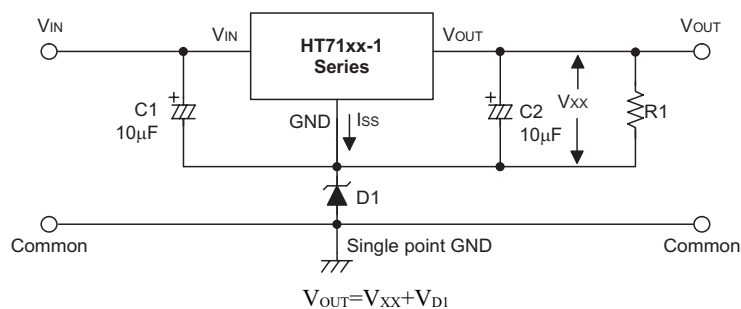 VIN
VIN
HT71xx-1
Series
VOUT
VOUT
C1
10μF
GND
ISS
C2
10μF
VXX
R1
D1
Common
Single point GND
Common
VOUT=VXX+VD1